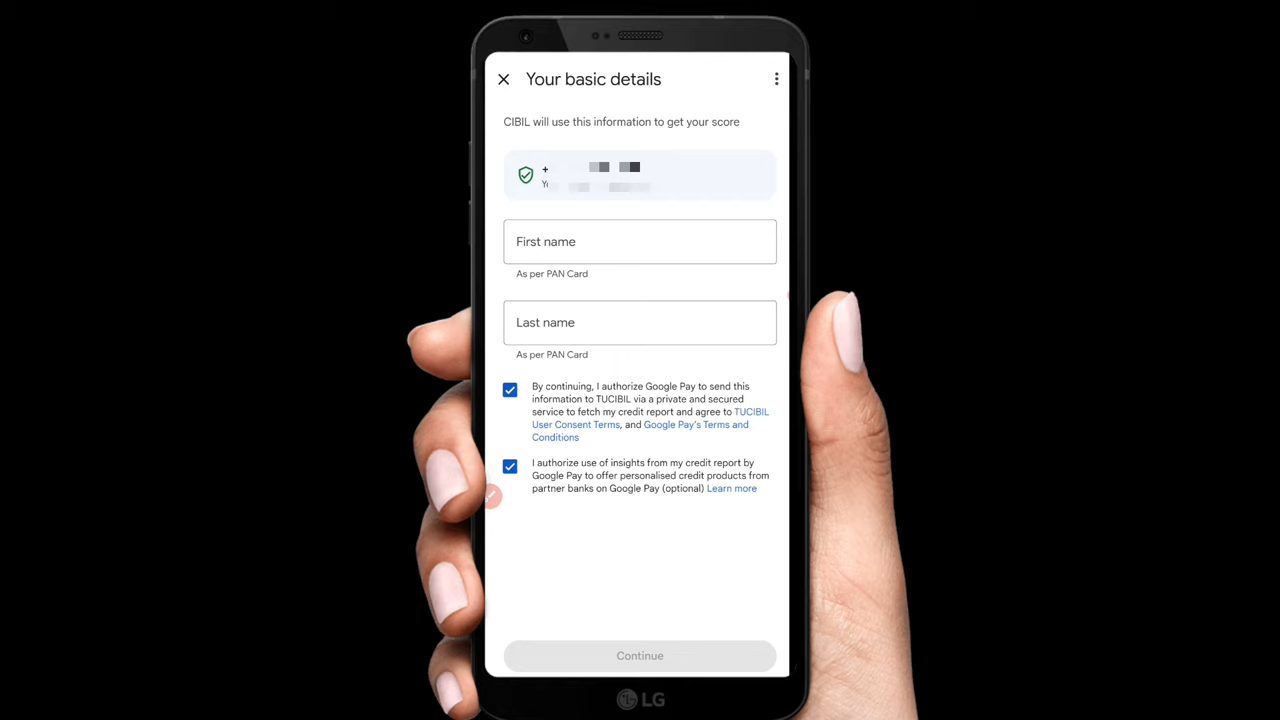 Your basic details
CIBIL will use this information to get your score
+
First name
As per PAN Card
Last name
As per PAN Card
By continuing, I authorize Google Pay to send this
information to TUCIBIL via a private and secured
service to fetch my credit report and agree to TUCIBIL
User Consent Terms, and Google Pay's Terms and
Conditions
I authorize use of insights from my credit report by
Google Pay to offer personalised credit products from
partner banks on Google Pay (optional) Learn more
Continue
LG